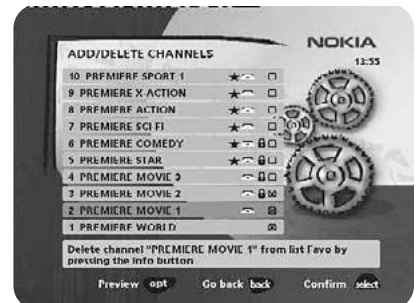 NOKIA
ADD/DELETE CHANNELS
13:55
10 PREMIERE SPORT 1
9 PREMIERE X-ACTION
8 PREMIERE ACTION
7 PREMIERE SCI FI
6 PREMIERE COMEDY
5 PREMIERE STAR
4 PREMIERE MOVIE 3
3 PREMIERE MOVIE 2
2 PREMIERE MOVIE 1
1 PREMIERE WORLD
Delete channel "PREMIERE MOVIE 1" from list Favo by
pressing the info button
Preview opt Go back back Confirm select